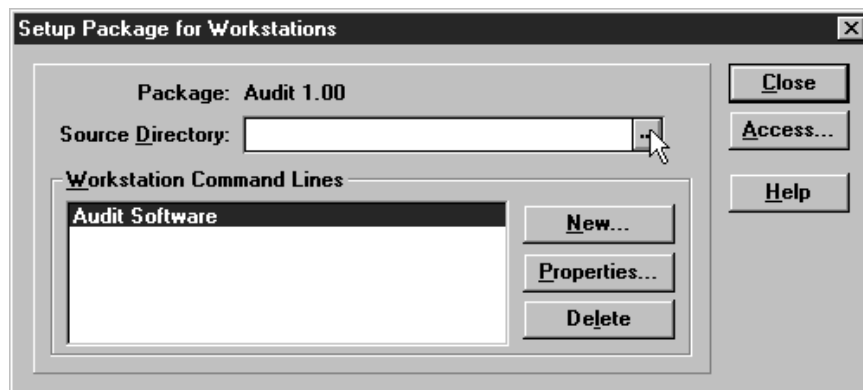 Setup Package for Workstations
Package: Audit 1.00
Source Directory:
...
Workstation Command Lines
Audit Software
New...
Properties...
Delete
Close
Access...
Help